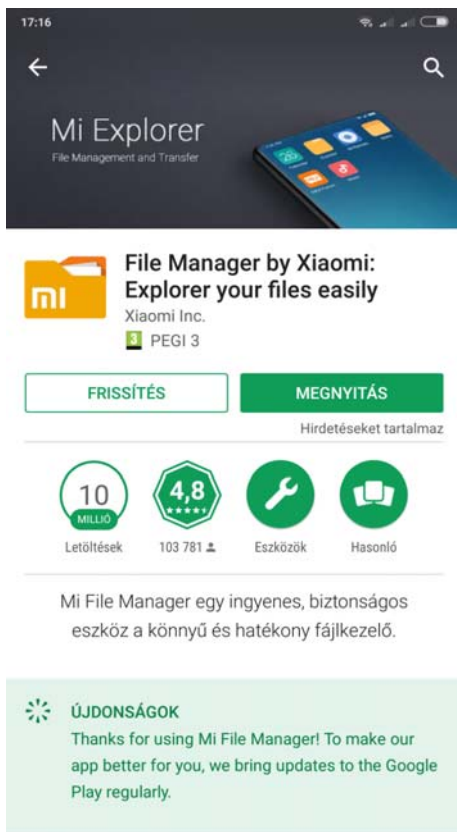 17:16
Mi Explorer
File Management and Transfer
mi
File Manager by Xiaomi:
Explorer your files easily
Xiaomi Inc.
3 PEGI 3
FRISSÍTÉS
MEGNYITÁS
Hirdetéseket tartalmaz
10
MILLIÓ
4,8
Letöltések
103 781
Eszközök
Hasonló
Mi File Manager egy ingyenes, biztonságos
eszköz a könnyű és hatékony fájlkezelő.
ÚJDONSÁGOK
Thanks for using Mi File Manager! To make our
app better for you, we bring updates to the Google
Play regularly.